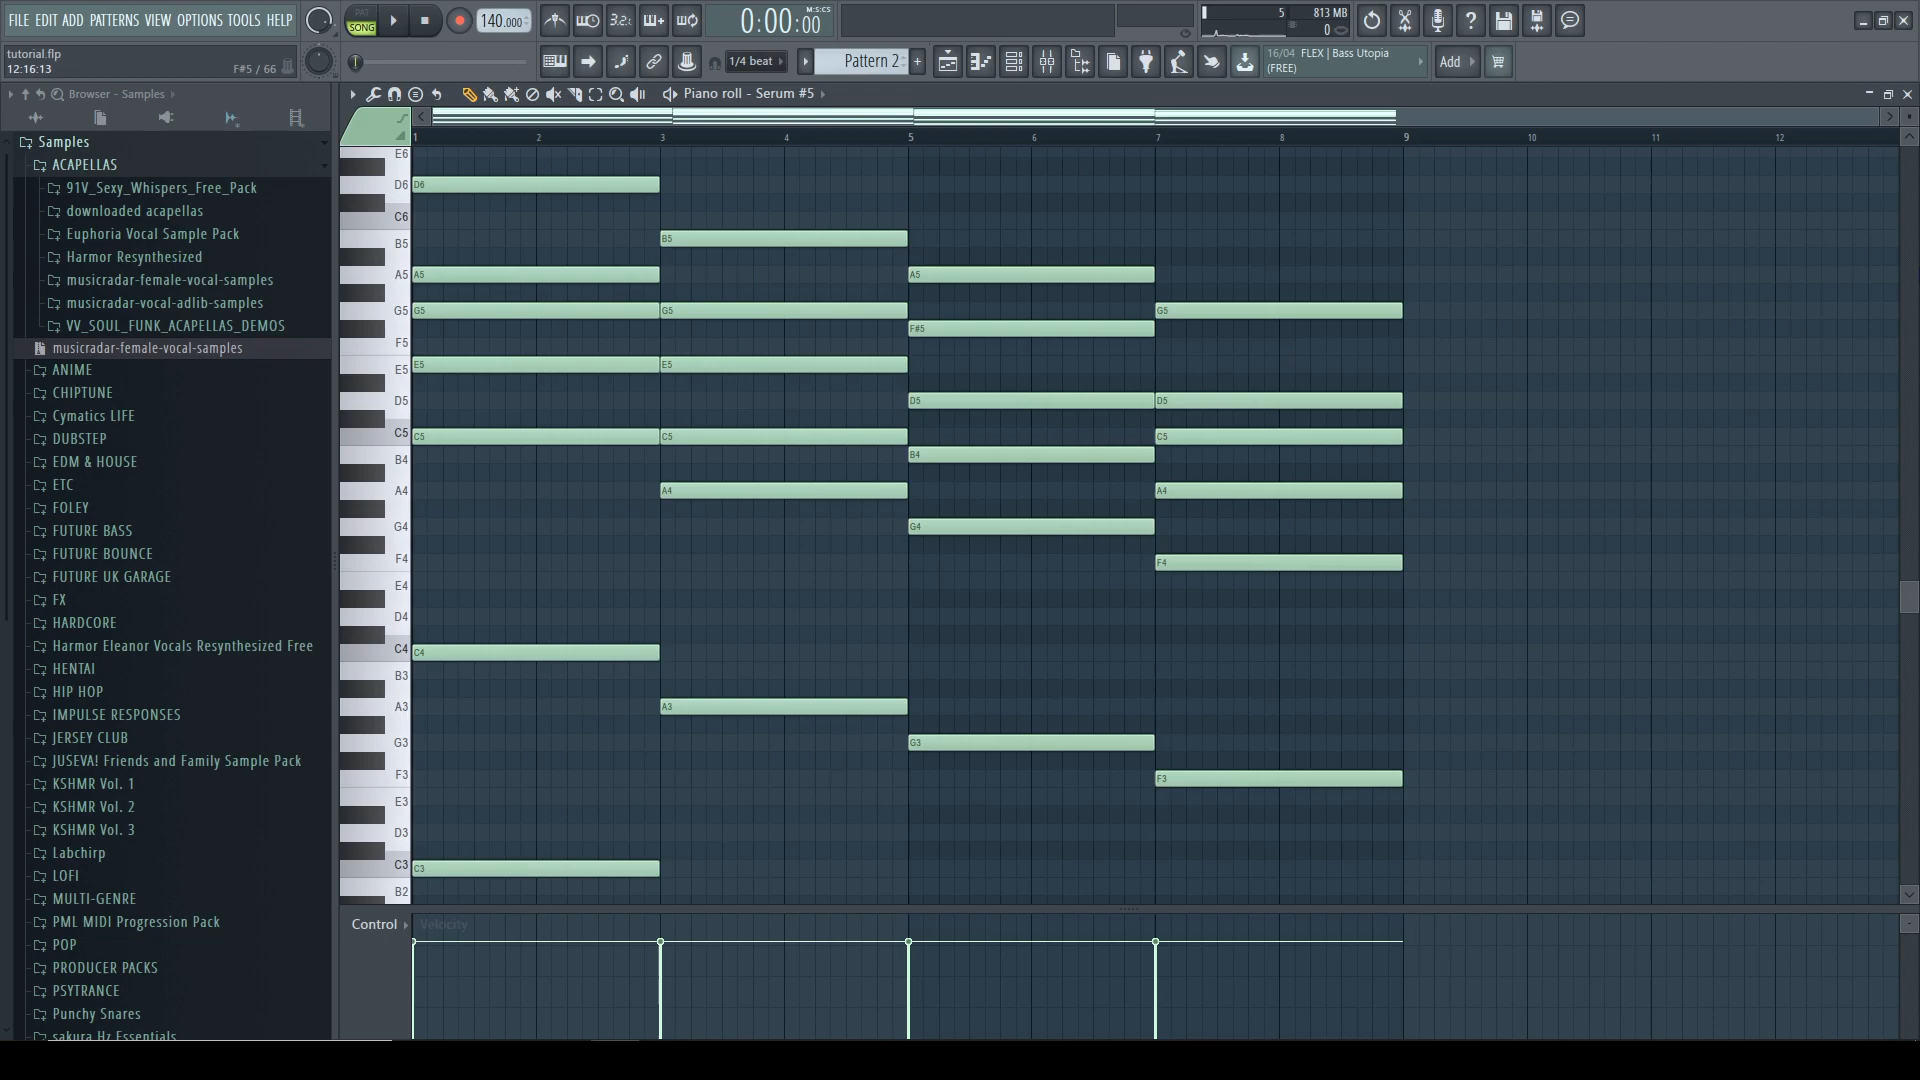 FILE EDIT ADD PATTERNS VIEW OPTIONS TOOLS HELP
PAT
SONG
140.000
3.2.
0:00:00
M:S:CS
5
813 MB
0
tutorial.flp
12:16:13
F#5 / 66
1/4 beat
Pattern 2
+
16/04 FLEX | Bass Utopia
(FREE)
Add
Browser - Samples
Piano roll - Serum #5
1 2 3 4 5 6 7 8 9 10 11 12
Samples
ACAPELLAS
91V_Sexy_Whispers_Free_Pack
downloaded acapellas
Euphoria Vocal Sample Pack
Harmor Resynthesized
musicradar-female-vocal-samples
musicradar-vocal-adlib-samples
VV_SOUL_FUNK_ACAPELLAS_DEMOS
musicradar-female-vocal-samples
ANIME
CHIPTUNE
Cymatics LIFE
DUBSTEP
EDM & HOUSE
ETC
FOLEY
FUTURE BASS
FUTURE BOUNCE
FUTURE UK GARAGE
FX
HARDCORE
Harmor Eleanor Vocals Resynthesized Free
HENTAI
HIP HOP
IMPULSE RESPONSES
JERSEY CLUB
JUSEVA! Friends and Family Sample Pack
KSHMR Vol. 1
KSHMR Vol. 2
KSHMR Vol. 3
Labchirp
LOFI
MULTI-GENRE
PML MIDI Progression Pack
POP
PRODUCER PACKS
PSYTRANCE
Punchy Snares
sakura Hz Essentials
E6
D6 D6
C6
B5 B5
A5 A5 A5
G5 G5 G5 G5
F#5
F5
E5 E5 E5
D5 D5 D5
C5 C5 C5 C5
B4 B4
A4 A4 A4
G4 G4
F4 F4
E4
D4
C4 C4
B3
A3 A3
G3 G3
F3 F3
E3
D3
C3 C3
B2
Control
Velocity